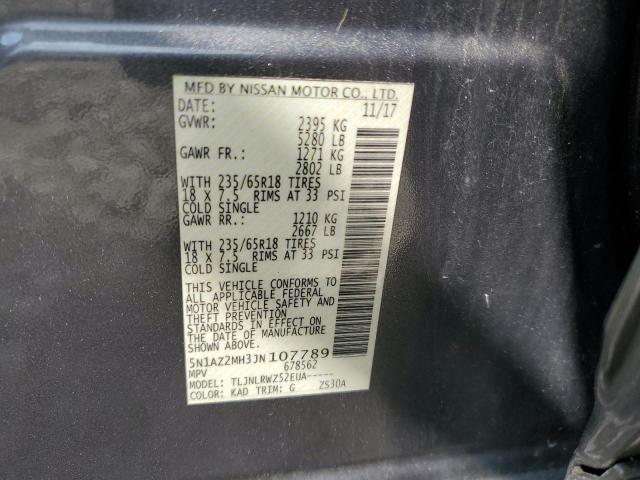 MFD BY NISSAN MOTOR CO., LTD.
DATE: 11/17
GVWR: 2395 KG
5280 LB
GAWR FR.: 1271 KG
2802 LB
WITH 235/65R18 TIRES
18 X 7.5 RIMS AT 33 PSI
COLD SINGLE
GAWR RR.: 1210 KG
2667 LB
WITH 235/65R18 TIRES
18 X 7.5 RIMS AT 33 PSI
COLD SINGLE
THIS VEHICLE CONFORMS TO
ALL APPLICABLE FEDERAL
MOTOR VEHICLE SAFETY AND
THEFT PREVENTION
STANDARDS IN EFFECT ON
THE DATE OF MANUFACTURE
SHOWN ABOVE.
5N1AZ2MH3JN107789
MPV 678562
MODEL: TLJNLRWZ52EUA-----
COLOR: KAD TRIM: G ZS30A